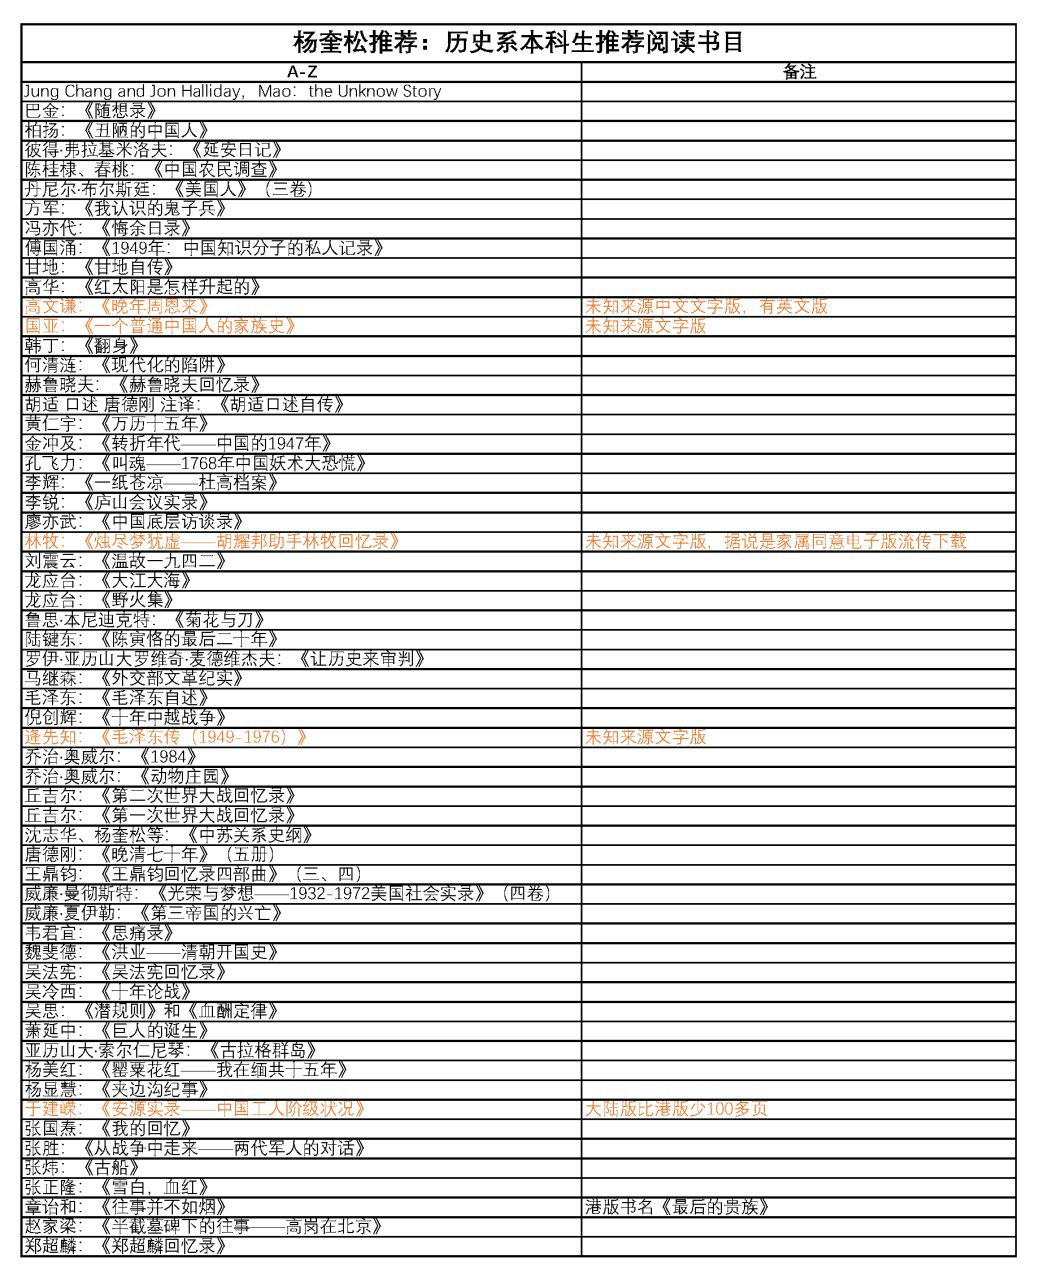 杨奎松推荐：历史系本科生推荐阅读书目
A-Z 备注
Jung Chang and Jon Halliday，Mao：the Unknow Story
巴金：《随想录》
柏扬：《丑陋的中国人》
彼得·弗拉基米洛夫：《延安日记》
陈桂棣、春桃：《中国农民调查》
丹尼尔·布尔斯廷：《美国人》（三卷）
方军：《我认识的鬼子兵》
冯亦代：《悔余日录》
傅国涌：《1949年：中国知识分子的私人记录》
甘地：《甘地自传》
高华：《红太阳是怎样升起的》
高文谦：《晚年周恩来》 未知来源中文文字版，有英文版
国亚：《一个普通中国人的家族史》 未知来源文字版
韩丁：《翻身》
何清涟：《现代化的陷阱》
赫鲁晓夫：《赫鲁晓夫回忆录》
胡适 口述 唐德刚 注译：《胡适口述自传》
黄仁宇：《万历十五年》
金冲及：《转折年代——中国的1947年》
孔飞力：《叫魂——1768年中国妖术大恐慌》
李辉：《一纸苍凉——杜高档案》
李锐：《庐山会议实录》
廖亦武：《中国底层访谈录》
林牧：《烛尽梦犹虚——胡耀邦助手林牧回忆录》 未知来源文字版，据说是家属同意电子版流传下载
刘震云：《温故一九四二》
龙应台：《大江大海》
龙应台：《野火集》
鲁思·本尼迪克特：《菊花与刀》
陆键东：《陈寅恪的最后二十年》
罗伊·亚历山大罗维奇·麦德维杰夫：《让历史来审判》
马继森：《外交部文革纪实》
毛泽东：《毛泽东自述》
倪创辉：《十年中越战争》
逄先知：《毛泽东传（1949-1976）》 未知来源文字版
乔治·奥威尔：《1984》
乔治·奥威尔：《动物庄园》
丘吉尔：《第二次世界大战回忆录》
丘吉尔：《第一次世界大战回忆录》
沈志华、杨奎松等：《中苏关系史纲》
唐德刚：《晚清七十年》（五册）
王鼎钧：《王鼎钧回忆录四部曲》（三、四）
威廉·曼彻斯特：《光荣与梦想——1932-1972美国社会实录》（四卷）
威廉·夏伊勒：《第三帝国的兴亡》
韦君宜：《思痛录》
魏斐德：《洪业——清朝开国史》
吴法宪：《吴法宪回忆录》
吴冷西：《十年论战》
吴思：《潜规则》和《血酬定律》
萧延中：《巨人的诞生》
亚历山大·索尔仁尼琴：《古拉格群岛》
杨美红：《罂粟花红——我在缅共十五年》
杨显慧：《夹边沟纪事》
于建嵘：《安源实录——中国工人阶级状况》 大陆版比港版少100多页
张国焘：《我的回忆》
张胜：《从战争中走来——两代军人的对话》
张炜：《古船》
张正隆：《雪白，血红》
章诒和：《往事并不如烟》 港版书名《最后的贵族》
赵家梁：《半截墓碑下的往事——高岗在北京》
郑超麟：《郑超麟回忆录》